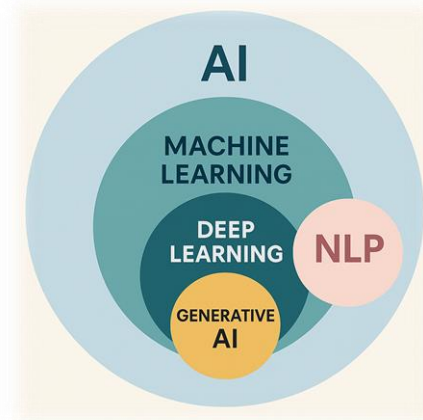 AI
MACHINE
LEARNING
DEEP
LEARNING
NLP
GENERATIVE
AI